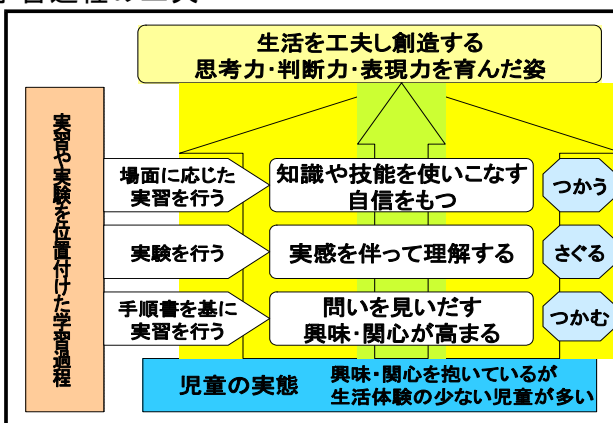 生活を工夫し創造する
思考力・判断力・表現力を育んだ姿
実習や実験を位置付けた学習過程
場面に応じた
実習を行う
知識や技能を使いこなす
自信をもつ
つかう
実験を行う
実感を伴って理解する
さぐる
手順書を基に
実習を行う
問いを見いだす
興味・関心が高まる
つかむ
児童の実態
興味・関心を抱いているが
生活体験の少ない児童が多い